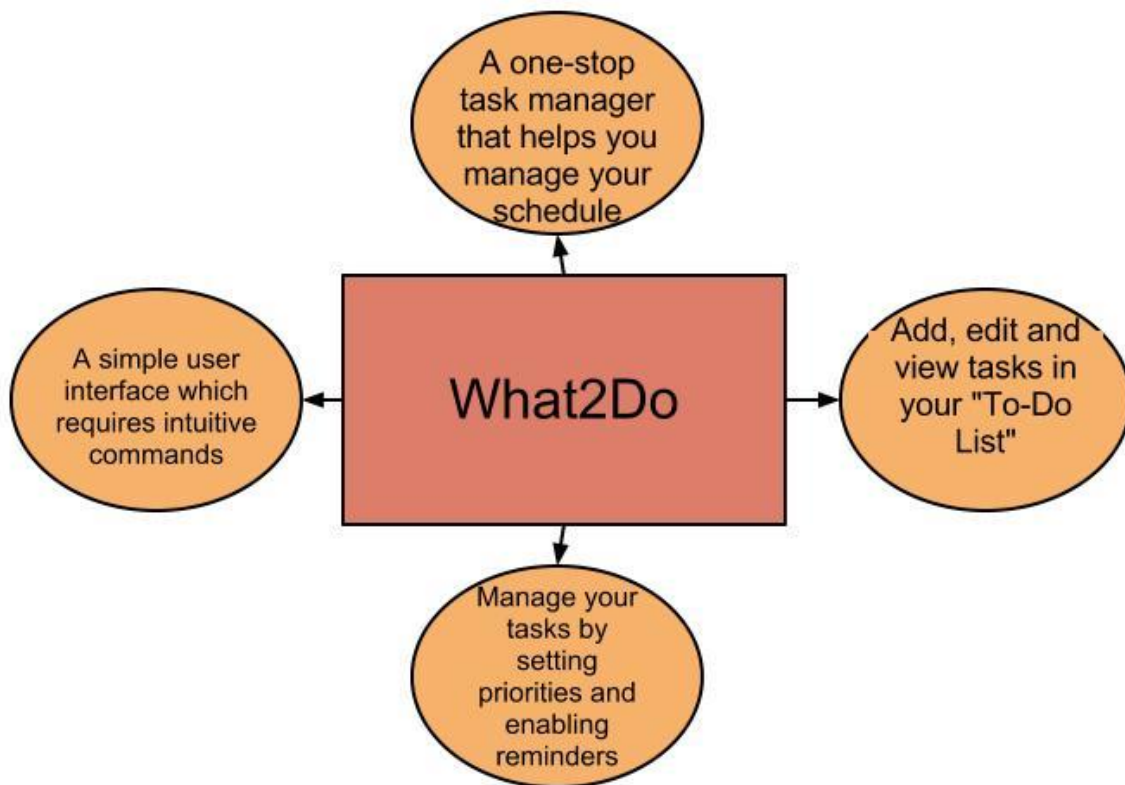 A one-stop
task manager
that helps you
manage your
schedule
A simple user
interface which
requires intuitive
commands
What2Do
Add, edit and
view tasks in
your "To-Do
List"
Manage your
tasks by
setting
priorities and
enabling
reminders